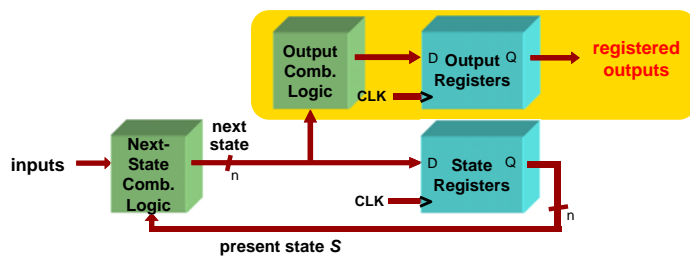 Output
Comb.
Logic
D
Q
Output
Registers
CLK
registered
outputs
inputs
Next-
State
Comb.
Logic
next
state
n
D
Q
State
Registers
CLK
n
present state S